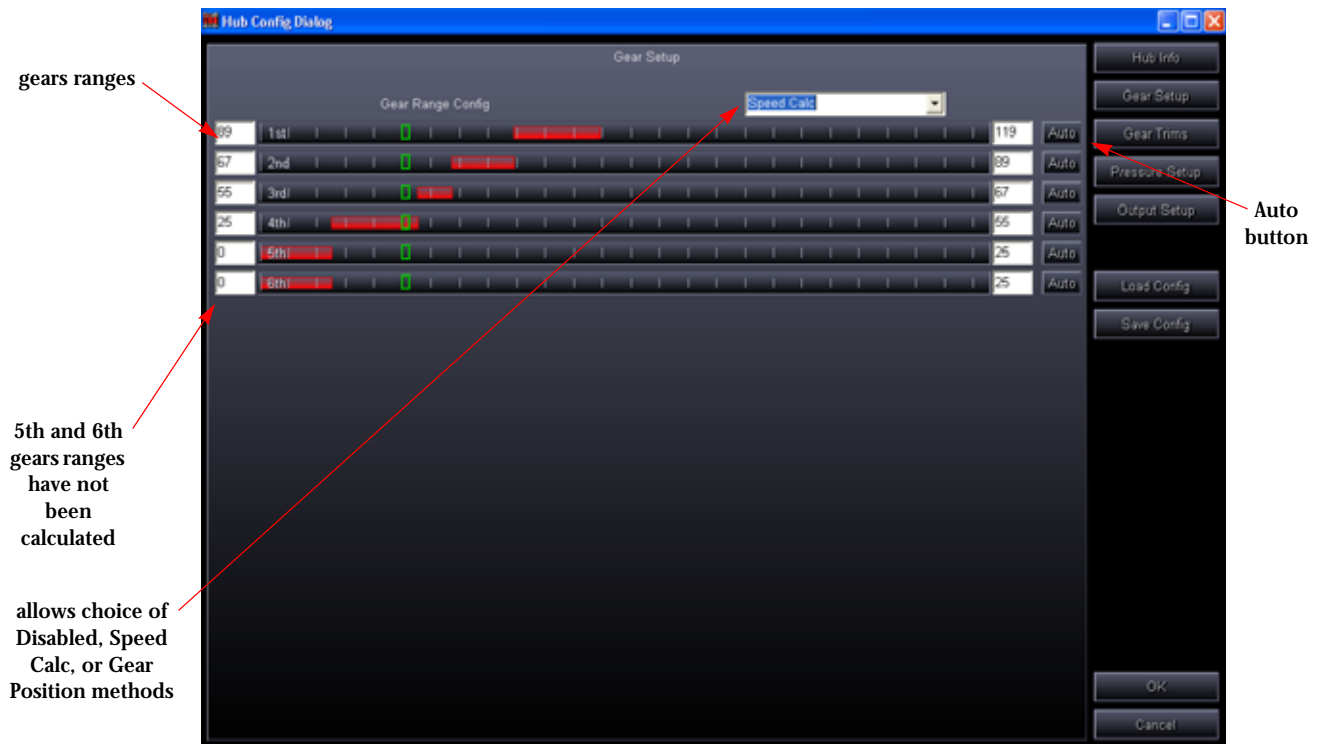 Hub Config Dialog
Gear Setup
Gear Range Config
Speed Calc
89 1st 119 Auto
67 2nd 89 Auto
55 3rd 67 Auto
25 4th 55 Auto
0 5th 25 Auto
0 6th 25 Auto
Hub Info
Gear Setup
Gear Trims
Pressure Setup
Output Setup
Load Config
Save Config
OK
Cancel
gears ranges
5th and 6th
gears ranges
have not
been
calculated
allows choice of
Disabled, Speed
Calc, or Gear
Position methods
Auto
button